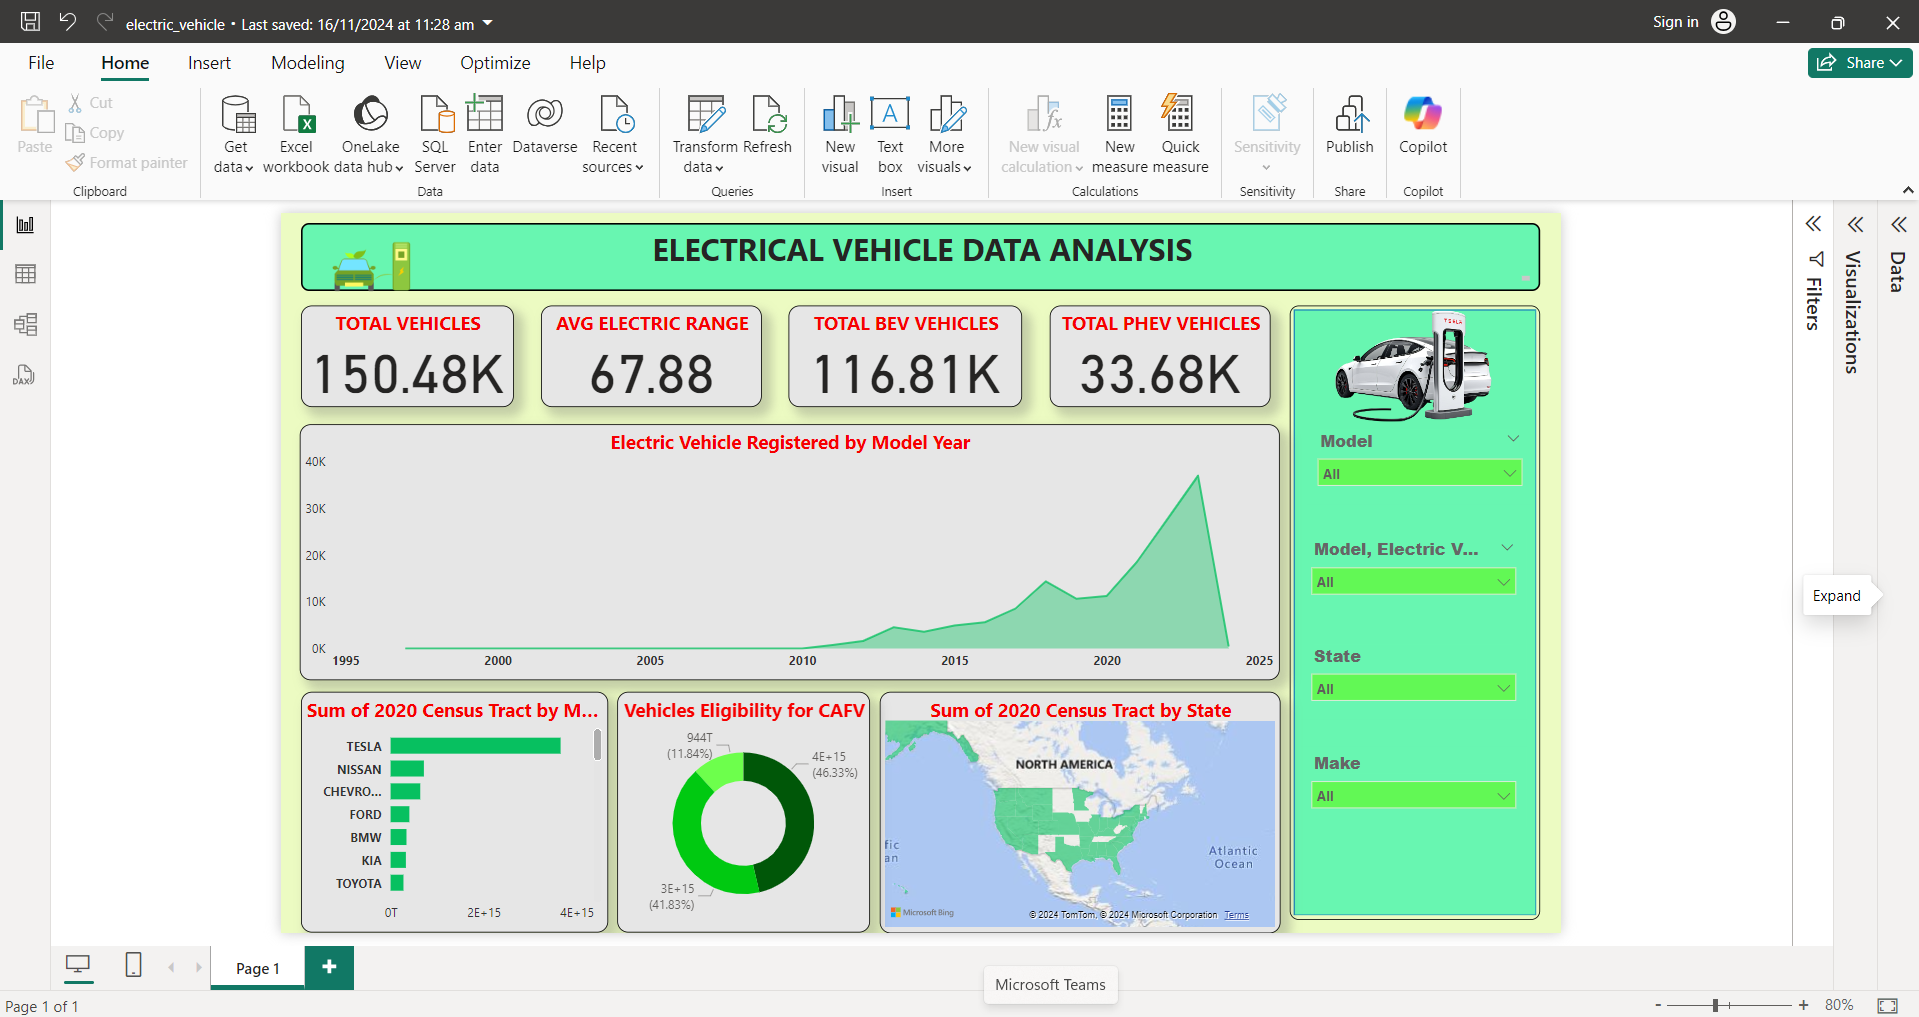 electric_vehicle • Last saved: 16/11/2024 at 11:28 am
Sign in
File Home Insert Modeling View Optimize Help
Share
Paste
Cut
Copy
Format painter
Clipboard
Get data
Excel workbook
OneLake data hub
SQL Server
Enter data
Dataverse
Recent sources
Data
Transform data
Refresh
Queries
New visual
Text box
More visuals
Insert
New visual calculation
New measure
Quick measure
Calculations
Sensitivity
Sensitivity
Publish
Share
Copilot
Copilot
DAX
ELECTRICAL VEHICLE DATA ANALYSIS
TOTAL VEHICLES
150.48K
AVG ELECTRIC RANGE
67.88
TOTAL BEV VEHICLES
116.81K
TOTAL PHEV VEHICLES
33.68K
Electric Vehicle Registered by Model Year
40K
30K
20K
10K
0K
1995 2000 2005 2010 2015 2020 2025
Sum of 2020 Census Tract by M...
TESLA
NISSAN
CHEVRO...
FORD
BMW
KIA
TOYOTA
0T 2E+15 4E+15
Vehicles Eligibility for CAFV
944T
(11.84%)
4E+15
(46.33%)
3E+15
(41.83%)
Sum of 2020 Census Tract by State
NORTH AMERICA
fic
an
Atlantic
Ocean
Microsoft Bing
© 2024 TomTom, © 2024 Microsoft Corporation Terms
TESLA
Model
All
Model, Electric V...
All
State
All
Make
All
Filters
Visualizations
Data
Expand
Page 1
Microsoft Teams
Page 1 of 1
- + 80%